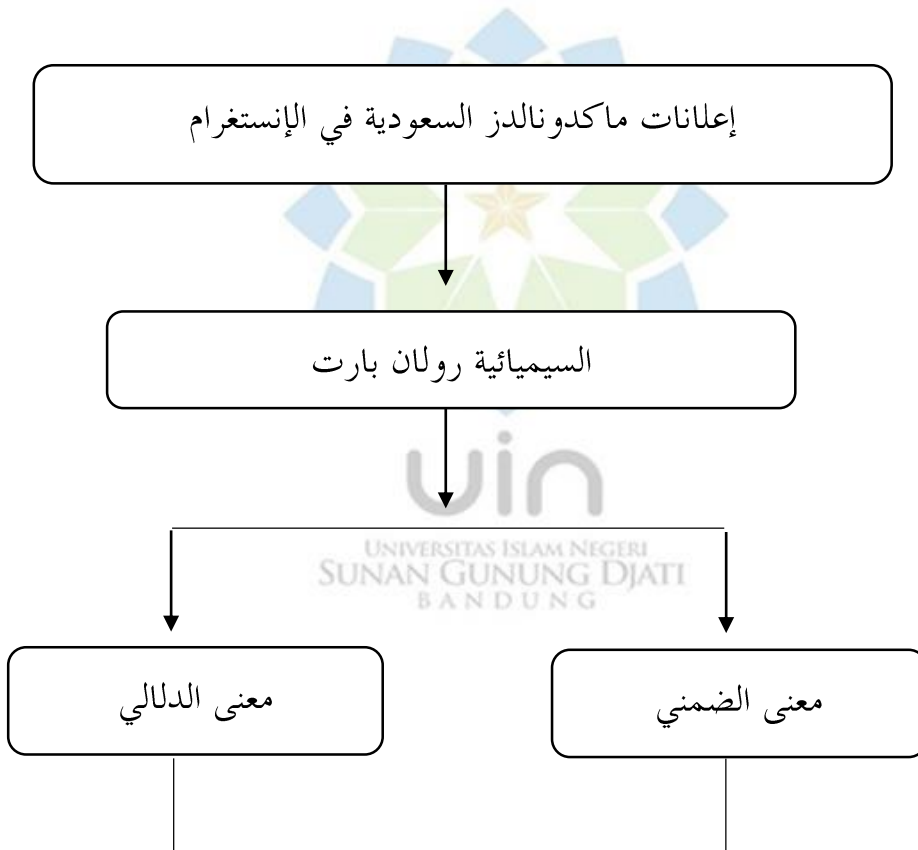 إعلانات ماكدونالدز السعودية في الإنستغرام
السيميائية رولان بارت
uin
UNIVERSITAS ISLAM NEGERI
SUNAN GUNUNG DJATI
BANDUNG
معنى الضمني
معنى الدلالي